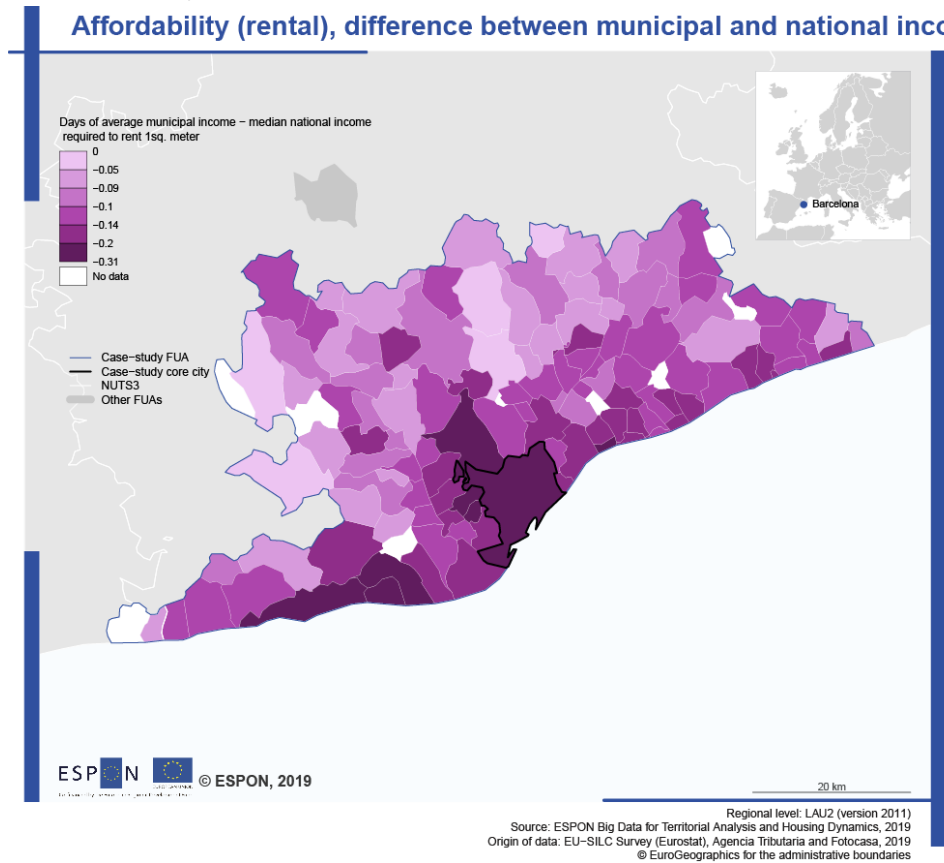 Affordability (rental), difference between municipal and national inco
Days of average municipal income − median national income
required to rent 1sq. meter
0
−0.05
−0.09
−0.1
−0.14
−0.2
−0.31
No data
Barcelona
Case−study FUA
Case−study core city
NUTS3
Other FUAs
ESPON
© ESPON, 2019
20 km
Regional level: LAU2 (version 2011)
Source: ESPON Big Data for Territorial Analysis and Housing Dynamics, 2019
Origin of data: EU−SILC Survey (Eurostat), Agencia Tributaria and Fotocasa, 2019
© EuroGeographics for the administrative boundaries